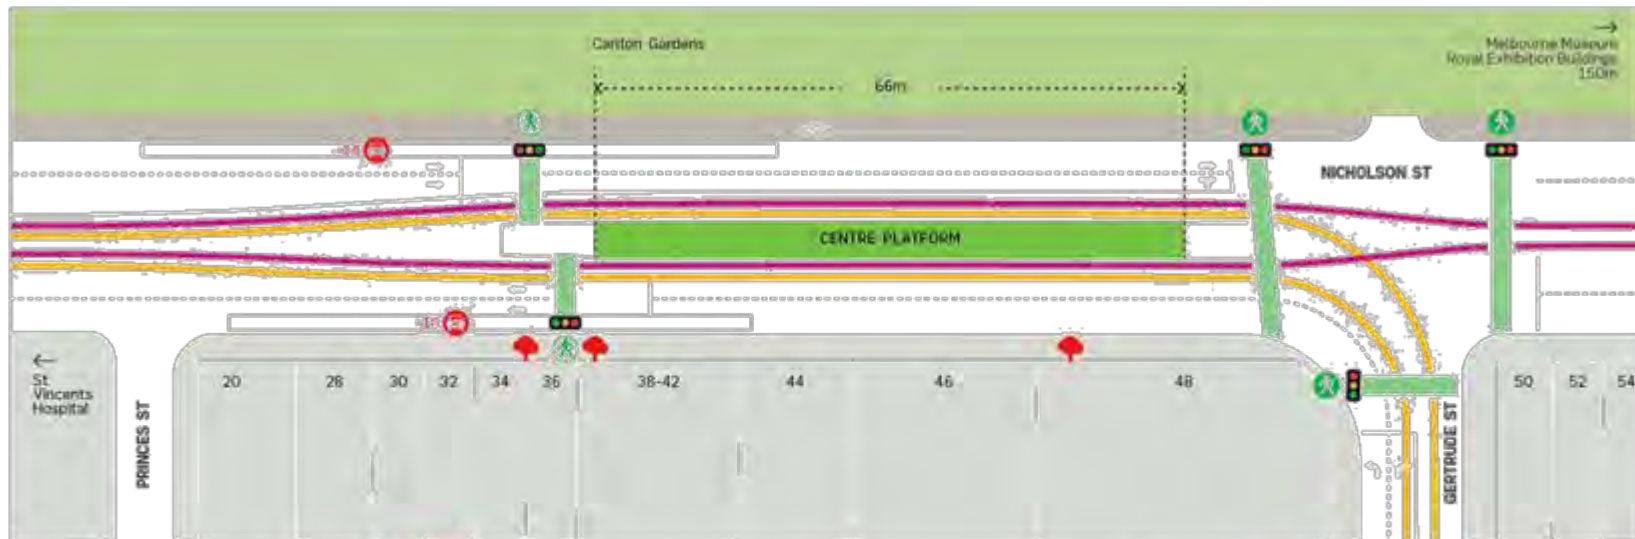 Carlton Gardens
→
Melbourne Museum
Royal Exhibition Buildings
150m
66m
NICHOLSON ST
CENTRE PLATFORM
←
St
Vincents
Hospital
PRINCES ST
20
28
30
32
34
36
38-42
44
46
48
50
52
54
GERTRUDE ST